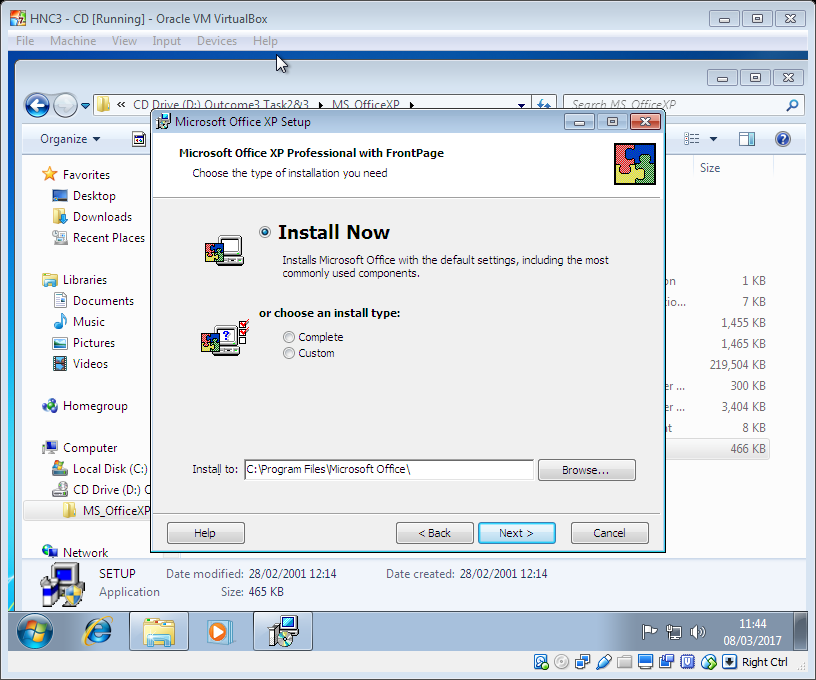 HNC3 - CD [Running] - Oracle VM VirtualBox
File Machine View Input Devices Help
« CD Drive (D:) Outcome3 Task2&3 MS_OfficeXP
Search MS_OfficeXP
Organize
Microsoft Office XP Setup
Microsoft Office XP Professional with FrontPage
Choose the type of installation you need
Install Now
Installs Microsoft Office with the default settings, including the most
commonly used components.
or choose an install type:
Complete
Custom
Install to: C:\Program Files\Microsoft Office\ Browse...
Help < Back Next > Cancel
Favorites
Desktop
Downloads
Recent Places
Libraries
Documents
Music
Pictures
Videos
Homegroup
Computer
Local Disk (C:)
CD Drive (D:)
MS_OfficeXP
Network
Size
1 KB
7 KB
1,455 KB
1,465 KB
219,504 KB
300 KB
3,404 KB
8 KB
466 KB
SETUP Date modified: 28/02/2001 12:14 Date created: 28/02/2001 12:14
Application Size: 465 KB
11:44
08/03/2017
Right Ctrl